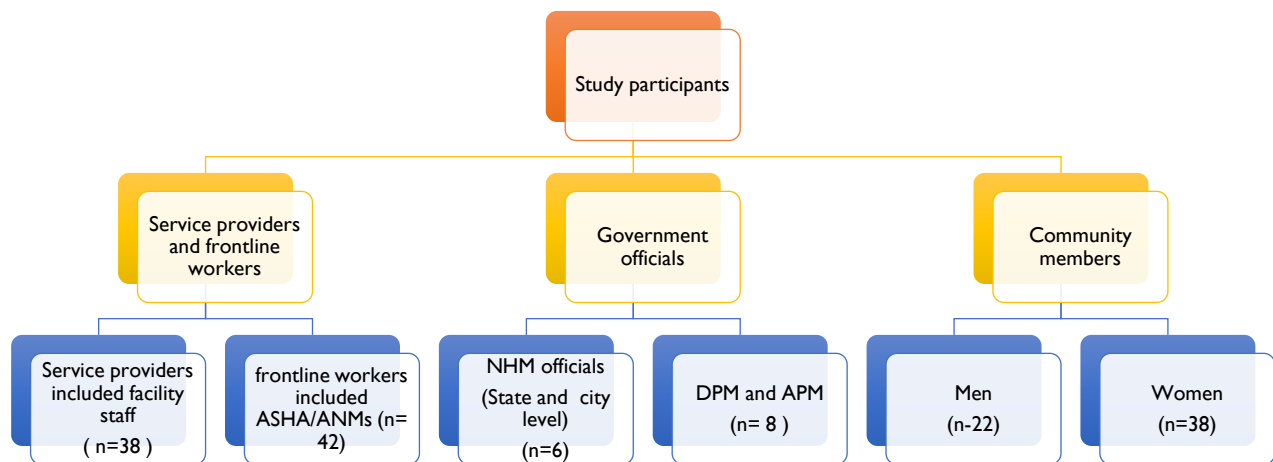 Study participants
Service providers
and frontline
workers
Government
officials
Community
members
Service providers
included facility
staff
( n=38 )
frontline workers
included
ASHA/ANMs (n=
42)
NHM officials
(State and city
level)
(n=6)
DPM and APM
(n= 8 )
Men
(n-22)
Women
(n=38)